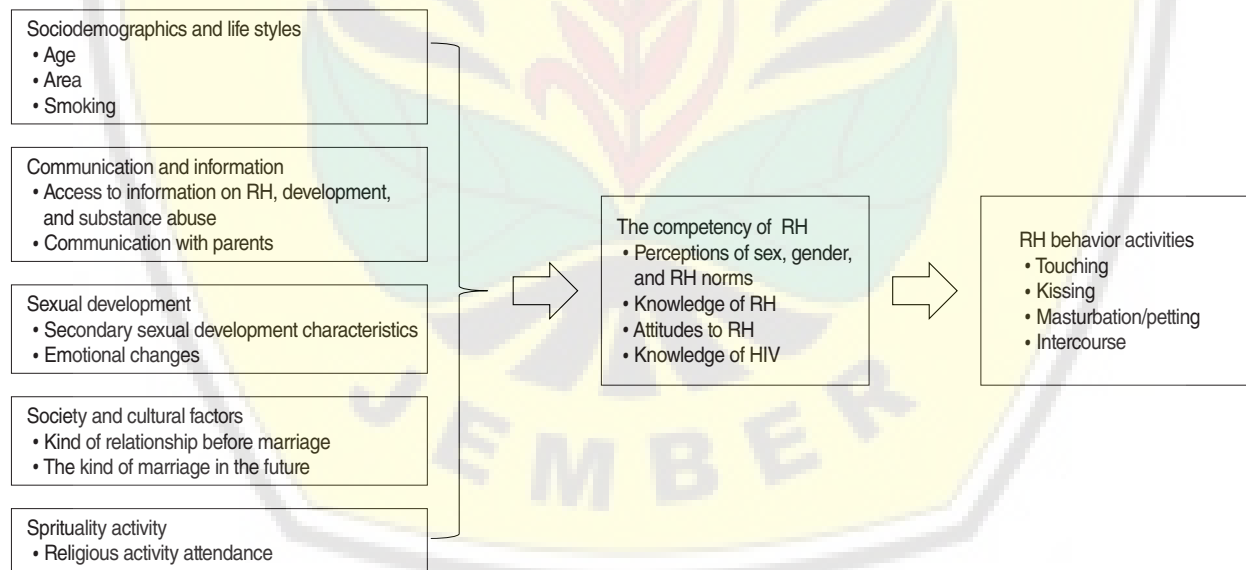 Sociodemographics and life styles
• Age
• Area
• Smoking
Communication and information
• Access to information on RH, development,
and substance abuse
• Communication with parents
Sexual development
• Secondary sexual development characteristics
• Emotional changes
Society and cultural factors
• Kind of relationship before marriage
• The kind of marriage in the future
Sprituality activity
• Religious activity attendance
The competency of RH
• Perceptions of sex, gender,
and RH norms
• Knowledge of RH
• Attitudes to RH
• Knowledge of HIV
RH behavior activities
• Touching
• Kissing
• Masturbation/petting
• Intercourse
JEMBER